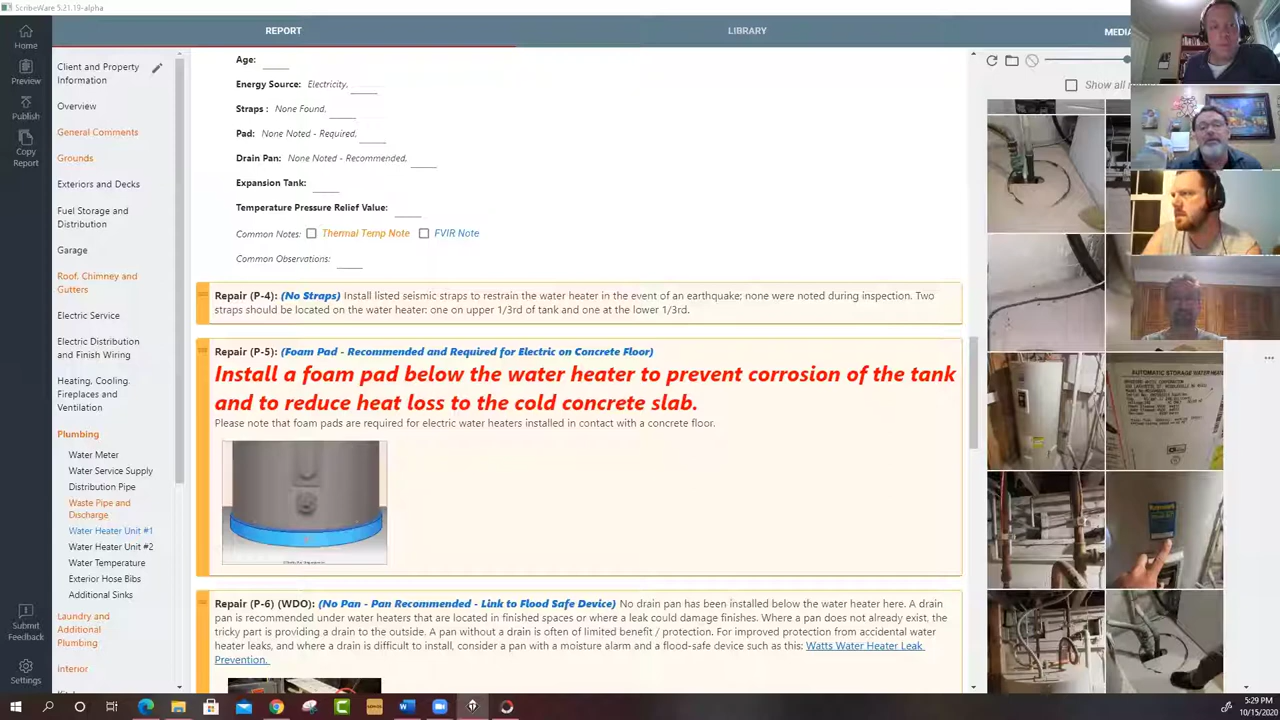 ScribeWare 5.21.19-alpha
REPORT
LIBRARY
MEDIA
Home
Preview
Publish
Copy
Report
Submit
Feedback
Settings
Client and Property
Information
Overview
General Comments
Grounds
Exteriors and Decks
Fuel Storage and
Distribution
Garage
Roof, Chimney and
Gutters
Electric Service
Electric Distribution
and Finish Wiring
Heating, Cooling,
Fireplaces and
Ventilation
Plumbing
Water Meter
Water Service Supply
Distribution Pipe
Waste Pipe and
Discharge
Water Heater Unit #1
Water Heater Unit #2
Water Temperature
Exterior Hose Bibs
Additional Sinks
Laundry and
Additional
Plumbing
Interior
Age:
Energy Source: Electricity,
Straps : None Found,
Pad: None Noted - Required,
Drain Pan: None Noted - Recommended,
Expansion Tank:
Temperature Pressure Relief Value:
Common Notes: Thermal Temp Note FVIR Note
Common Observations:
Repair (P-4): (No Straps) Install listed seismic straps to restrain the water heater in the event of an earthquake; none were noted during inspection. Two
straps should be located on the water heater: one on upper 1/3rd of tank and one at the lower 1/3rd.
Repair (P-5): (Foam Pad - Recommended and Required for Electric on Concrete Floor)
Install a foam pad below the water heater to prevent corrosion of the tank
and to reduce heat loss to the cold concrete slab.
Please note that foam pads are required for electric water heaters installed in contact with a concrete floor.
Repair (P-6) (WDO): (No Pan - Pan Recommended - Link to Flood Safe Device) No drain pan has been installed below the water heater here. A drain
pan is recommended under water heaters that are located in finished spaces or where a leak could damage finishes. Where a pan does not already exist, the
tricky part is providing a drain to the outside. A pan without a drain is often of limited benefit / protection. For improved protection from accidental water
heater leaks, and where a drain is difficult to install, consider a pan with a moisture alarm and a flood-safe device such as this: Watts Water Heater Leak
Prevention.
Show all
AUTOMATIC STORAGE WATER HEATER
5:29 PM
10/15/2020